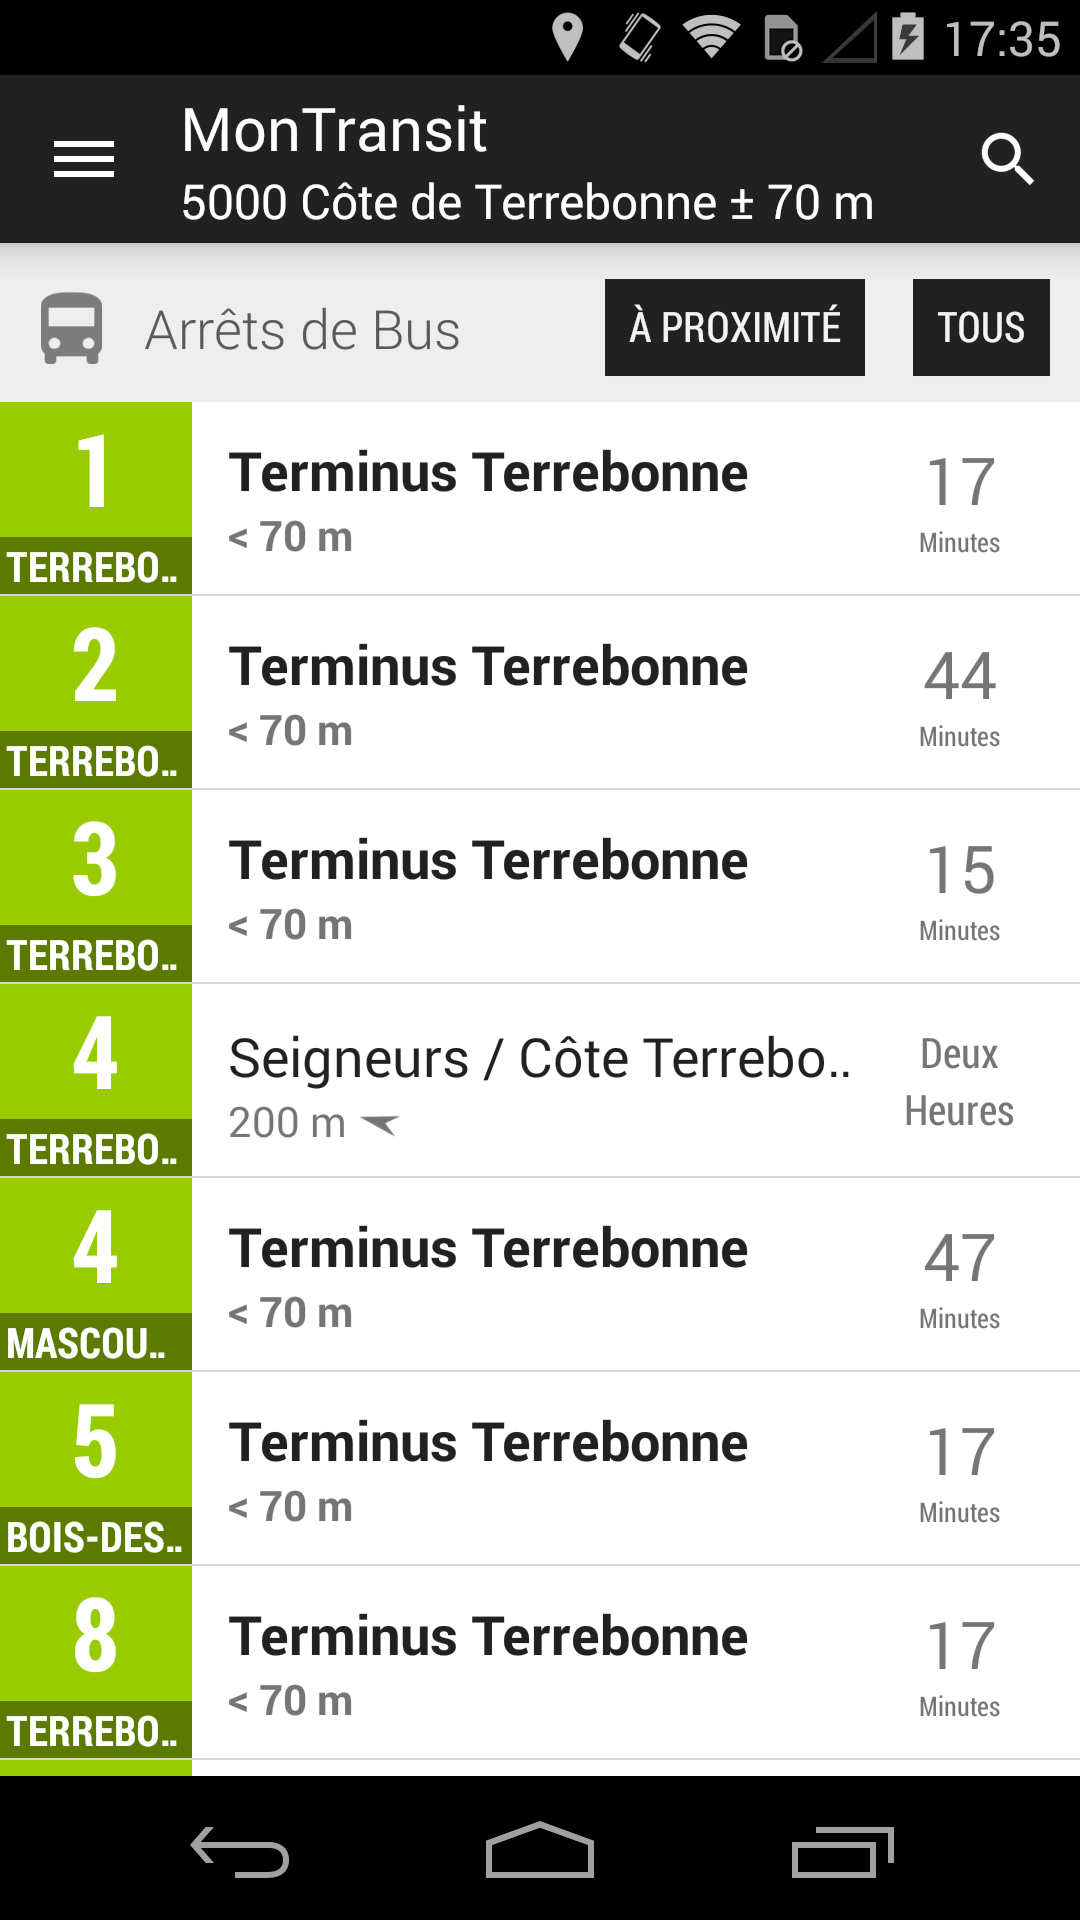 17:35
MonTransit
5000 Côte de Terrebonne ± 70 m
Arrêts de Bus
À PROXIMITÉ
TOUS
1
TERREBO..
Terminus Terrebonne
< 70 m
17
Minutes
2
TERREBO..
Terminus Terrebonne
< 70 m
44
Minutes
3
TERREBO..
Terminus Terrebonne
< 70 m
15
Minutes
4
TERREBO..
Seigneurs / Côte Terrebo..
200 m
Deux
Heures
4
MASCOU..
Terminus Terrebonne
< 70 m
47
Minutes
5
BOIS-DES..
Terminus Terrebonne
< 70 m
17
Minutes
8
TERREBO..
Terminus Terrebonne
< 70 m
17
Minutes